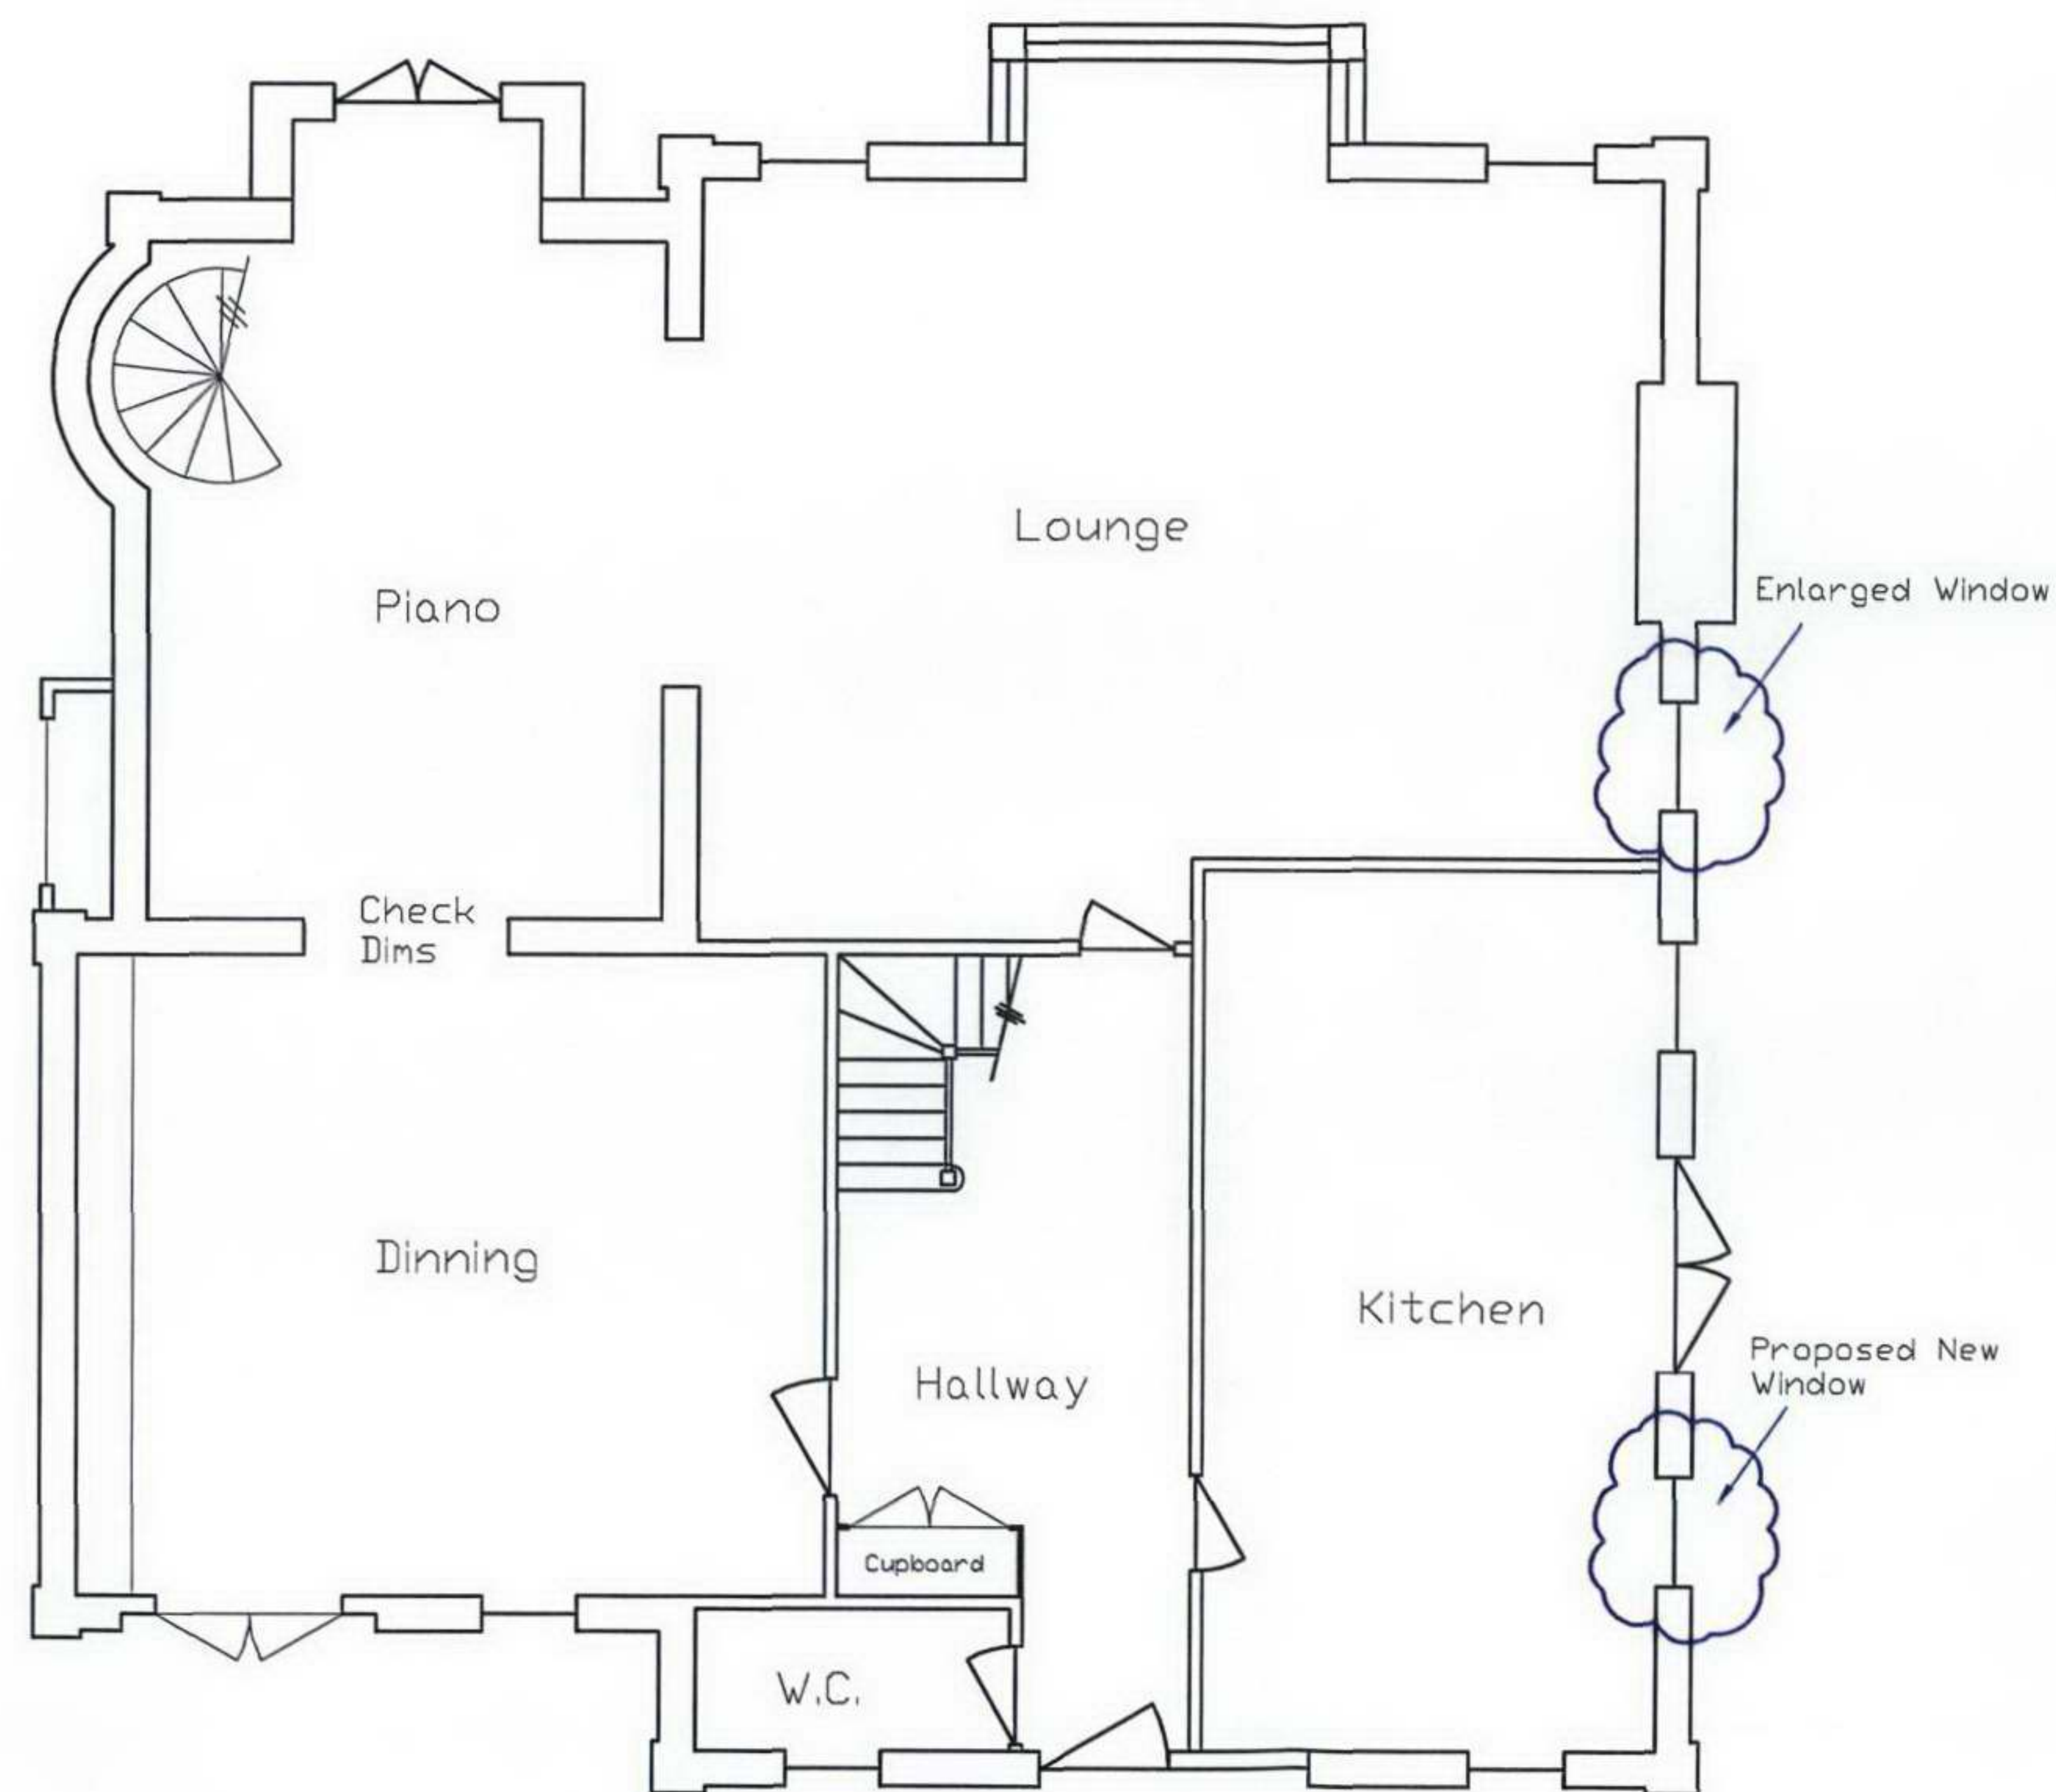 Lounge
Enlarged Window
Piano
Check
Dims
Dinning
Kitchen
Proposed New
Window
Hallway
Cupboard
W.C.